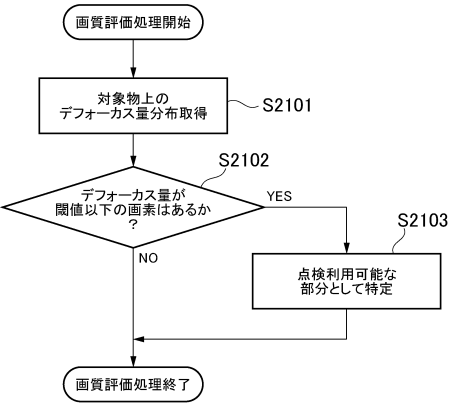 画質評価処理開始
対象物上の
デフォーカス量分布取得
S2101
デフォーカス量が
閾値以下の画素はあるか
?
S2102
YES
NO
S2103
点検利用可能な
部分として特定
画質評価処理終了